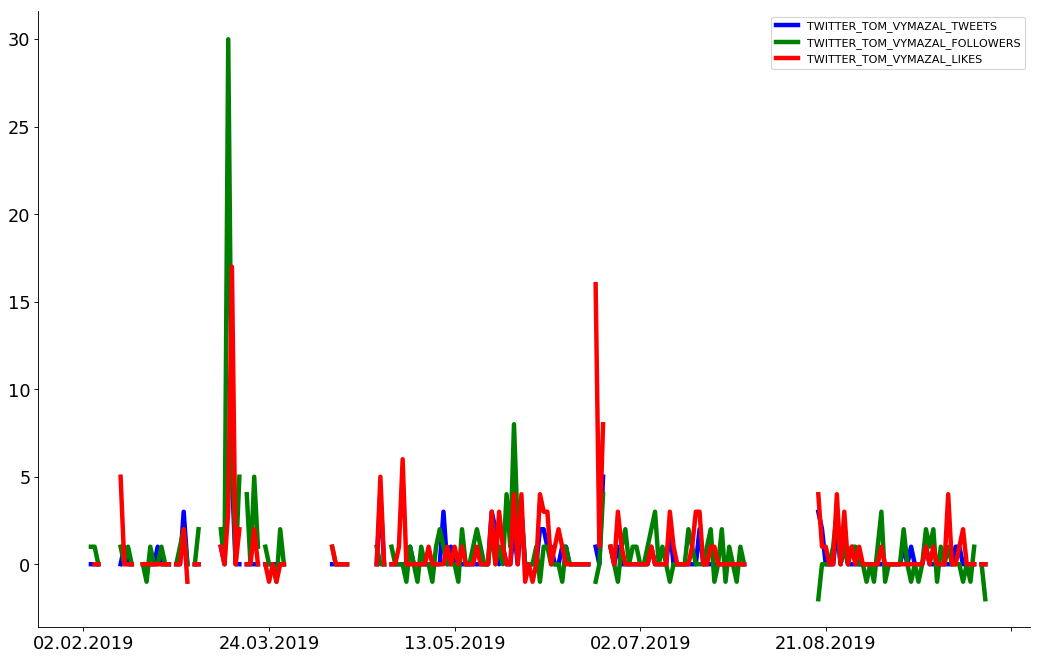 TWITTER_TOM_VYMAZAL_TWEETS
TWITTER_TOM_VYMAZAL_FOLLOWERS
TWITTER_TOM_VYMAZAL_LIKES
30
25
20
15
10
5
0
02.02.2019 24.03.2019 13.05.2019 02.07.2019 21.08.2019